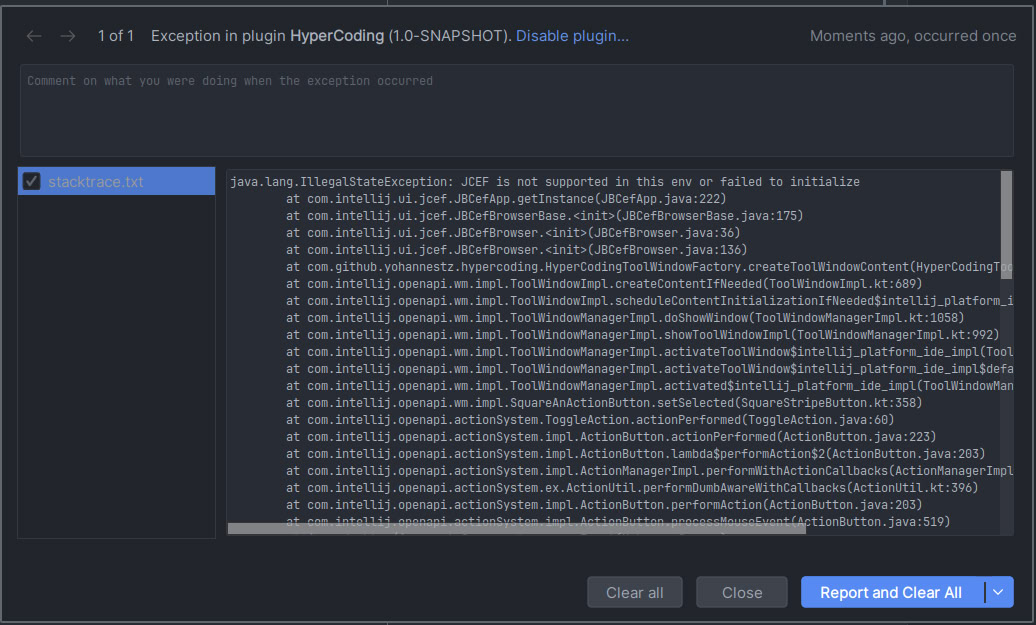 1 of 1 Exception in plugin HyperCoding (1.0-SNAPSHOT). Disable plugin... Moments ago, occurred once
Comment on what you were doing when the exception occurred
stacktrace.txt
java.lang.IllegalStateException: JCEF is not supported in this env or failed to initialize
at com.intellij.ui.jcef.JBCefApp.getInstance(JBCefApp.java:222)
at com.intellij.ui.jcef.JBCefBrowserBase.<init>(JBCefBrowserBase.java:175)
at com.intellij.ui.jcef.JBCefBrowser.<init>(JBCefBrowser.java:36)
at com.intellij.ui.jcef.JBCefBrowser.<init>(JBCefBrowser.java:136)
at com.github.yohannestz.hypercoding.HyperCodingToolWindowFactory.createToolWindowContent(HyperCodingToo
at com.intellij.openapi.wm.impl.ToolWindowImpl.createContentIfNeeded(ToolWindowImpl.kt:689)
at com.intellij.openapi.wm.impl.ToolWindowImpl.scheduleContentInitializationIfNeeded$intellij_platform_i
at com.intellij.openapi.wm.impl.ToolWindowManagerImpl.doShowWindow(ToolWindowManagerImpl.kt:1058)
at com.intellij.openapi.wm.impl.ToolWindowManagerImpl.showToolWindowImpl(ToolWindowManagerImpl.kt:992)
at com.intellij.openapi.wm.impl.ToolWindowManagerImpl.activateToolWindow$intellij_platform_ide_impl(Tool
at com.intellij.openapi.wm.impl.ToolWindowManagerImpl.activateToolWindow$intellij_platform_ide_impl$defa
at com.intellij.openapi.wm.impl.ToolWindowManagerImpl.activated$intellij_platform_ide_impl(ToolWindowMan
at com.intellij.openapi.wm.impl.SquareAnActionButton.setSelected(SquareStripeButton.kt:358)
at com.intellij.openapi.actionSystem.ToggleAction.actionPerformed(ToggleAction.java:60)
at com.intellij.openapi.actionSystem.impl.ActionButton.actionPerformed(ActionButton.java:223)
at com.intellij.openapi.actionSystem.impl.ActionButton.lambda$performAction$2(ActionButton.java:203)
at com.intellij.openapi.actionSystem.impl.ActionManagerImpl.performWithActionCallbacks(ActionManagerImpl
at com.intellij.openapi.actionSystem.ex.ActionUtil.performDumbAwareWithCallbacks(ActionUtil.kt:396)
at com.intellij.openapi.actionSystem.impl.ActionButton.performAction(ActionButton.java:203)
at com.intellij.openapi.actionSystem.impl.ActionButton.processMouseEvent(ActionButton.java:519)
Clear all Close Report and Clear All